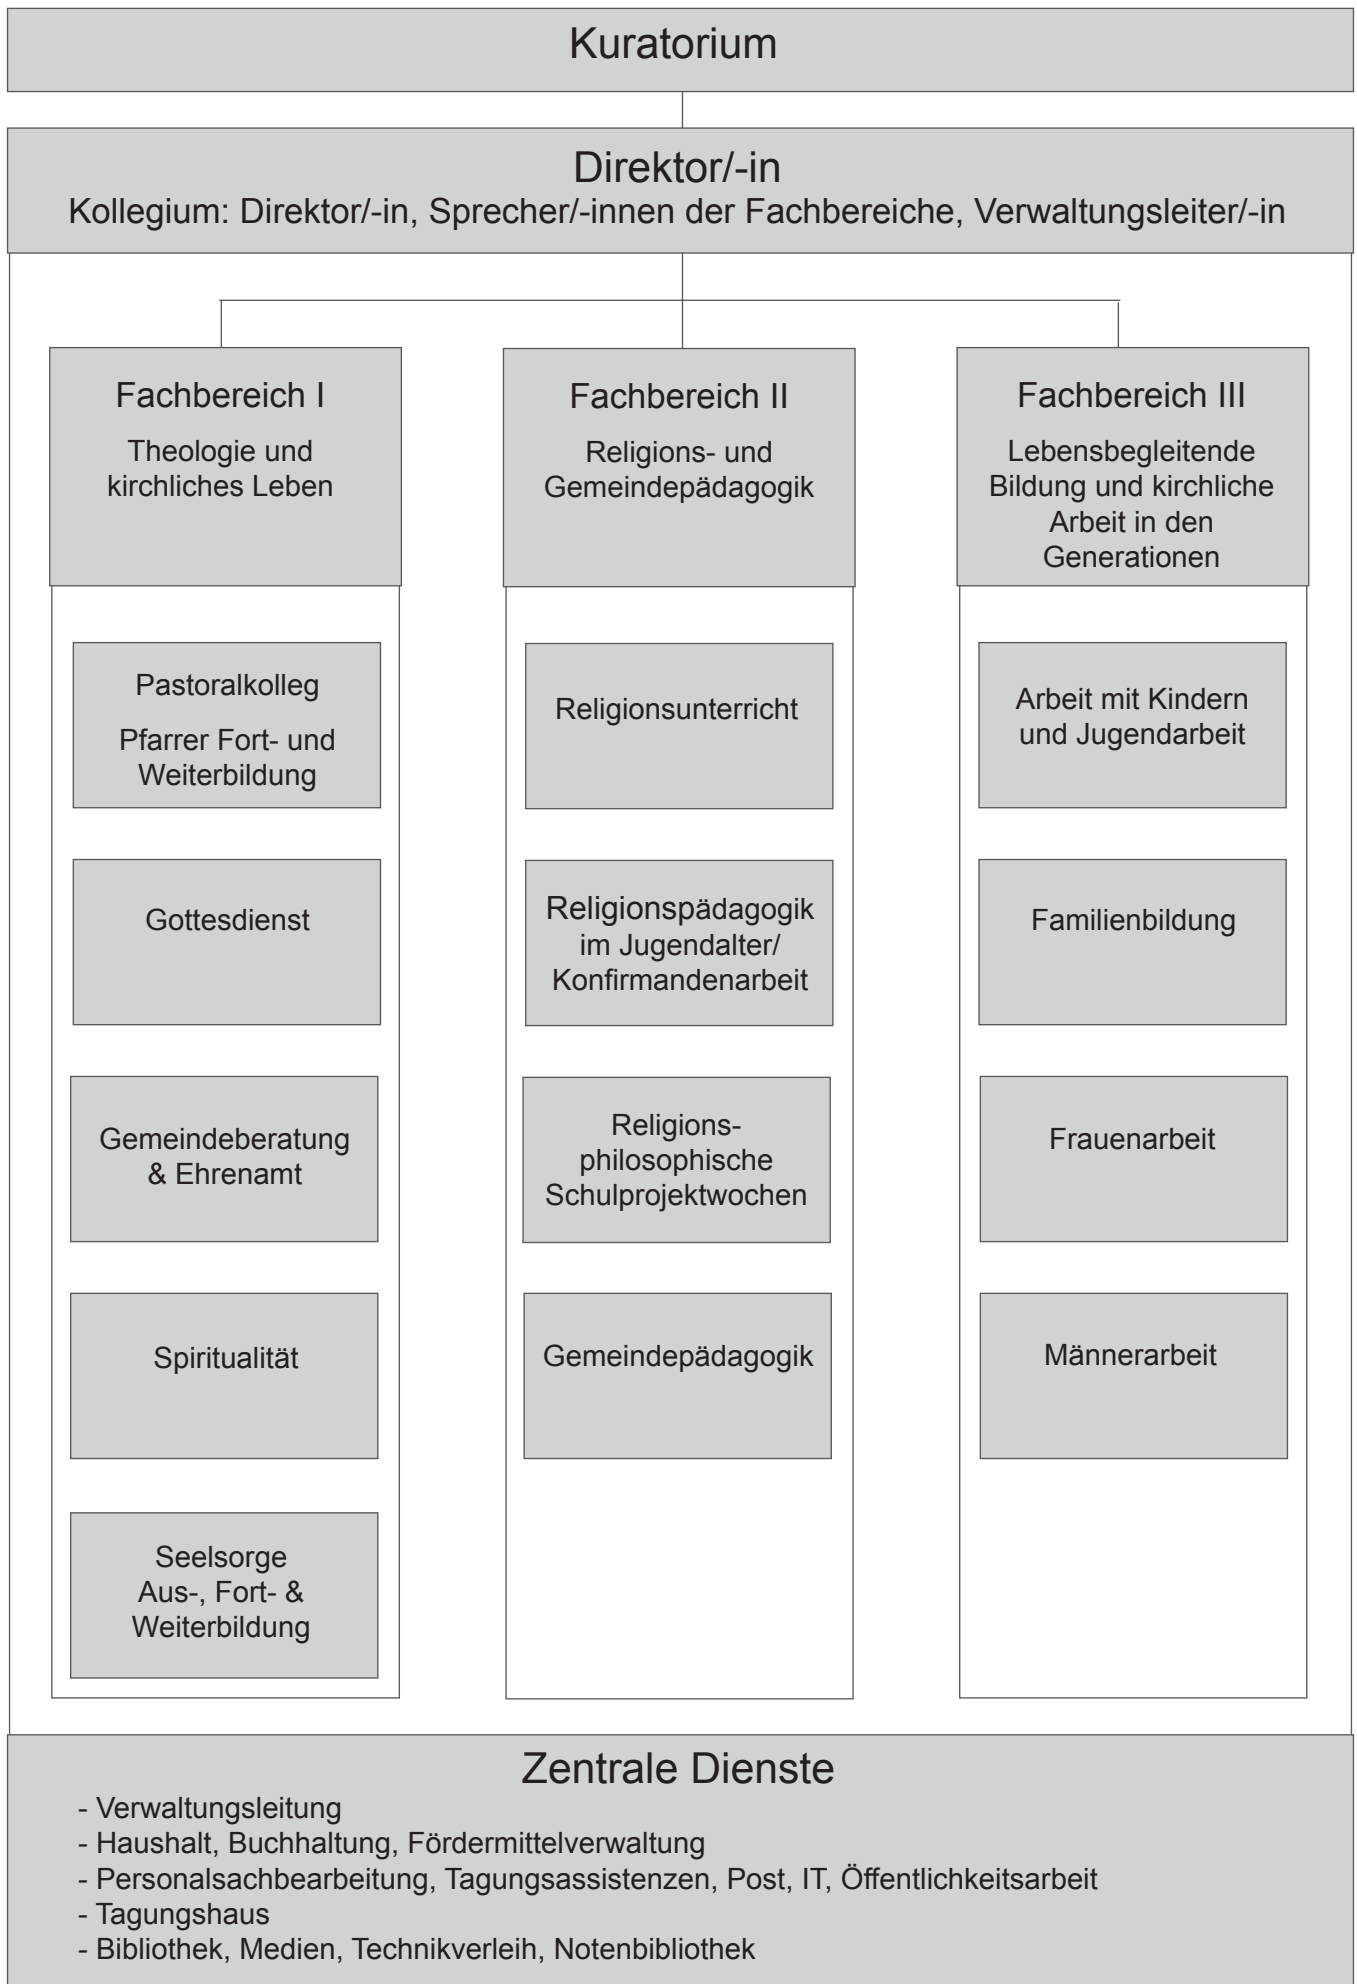 Kuratorium
Direktor/-in
Kollegium: Direktor/-in, Sprecher/-innen der Fachbereiche, Verwaltungsleiter/-in
Fachbereich I
Theologie und
kirchliches Leben
Pastoralkolleg
Pfarrer Fort- und
Weiterbildung
Gottesdienst
Gemeindeberatung
& Ehrenamt
Spiritualität
Seelsorge
Aus-, Fort- &
Weiterbildung
Fachbereich II
Religions- und
Gemeindepädagogik
Religionsunterricht
Religionspädagogik
im Jugendalter/
Konfirmandenarbeit
Religions-
philosophische
Schulprojektwochen
Gemeindepädagogik
Fachbereich III
Lebensbegleitende
Bildung und kirchliche
Arbeit in den
Generationen
Arbeit mit Kindern
und Jugendarbeit
Familienbildung
Frauenarbeit
Männerarbeit
Zentrale Dienste
- Verwaltungsleitung
- Haushalt, Buchhaltung, Fördermittelverwaltung
- Personalsachbearbeitung, Tagungsassistenzen, Post, IT, Öffentlichkeitsarbeit
- Tagungshaus
- Bibliothek, Medien, Technikverleih, Notenbibliothek